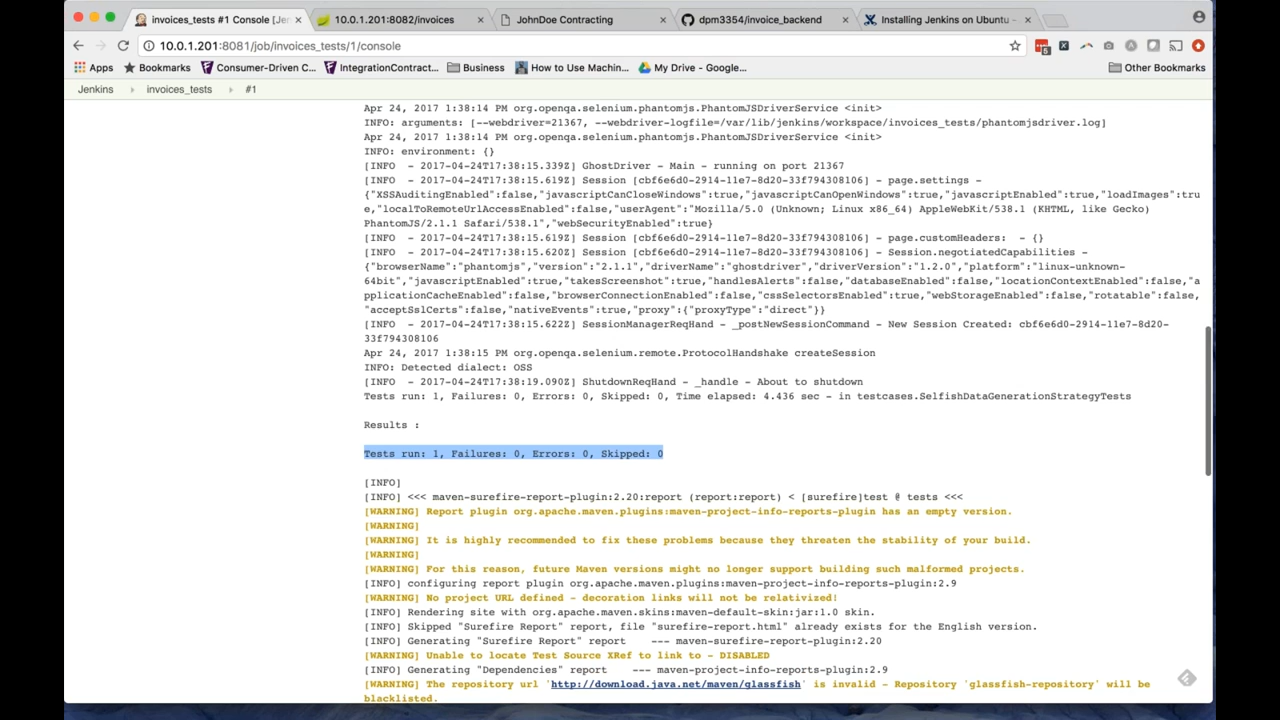 invoices_tests #1 Console [Jen
10.0.1.201:8082/invoices
JohnDoe Contracting
dpm3354/invoice_backend
Installing Jenkins on Ubuntu -
10.0.1.201:8081/job/invoices_tests/1/console
Apps
Bookmarks
Consumer-Driven C...
IntegrationContract...
Business
How to Use Machin...
My Drive - Google...
Other Bookmarks
Jenkins
invoices_tests
#1
Apr 24, 2017 1:38:14 PM org.openqa.selenium.phantomjs.PhantomJSDriverService <init>
INFO: arguments: [--webdriver=21367, --webdriver-logfile=/var/lib/jenkins/workspace/invoices_tests/phantomjsdriver.log]
Apr 24, 2017 1:38:14 PM org.openqa.selenium.phantomjs.PhantomJSDriverService <init>
INFO: environment: {}
[INFO  - 2017-04-24T17:38:15.339Z] GhostDriver - Main - running on port 21367
[INFO  - 2017-04-24T17:38:15.619Z] Session [cbf6e6d0-2914-11e7-8d20-33f794308106] - page.settings -
{"XSSAuditingEnabled":false,"javascriptCanCloseWindows":true,"javascriptCanOpenWindows":true,"javascriptEnabled":true,"loadImages":tru
e,"localToRemoteUrlAccessEnabled":false,"userAgent":"Mozilla/5.0 (Unknown; Linux x86_64) AppleWebKit/538.1 (KHTML, like Gecko)
PhantomJS/2.1.1 Safari/538.1","webSecurityEnabled":true}
[INFO  - 2017-04-24T17:38:15.619Z] Session [cbf6e6d0-2914-11e7-8d20-33f794308106] - page.customHeaders:  - {}
[INFO  - 2017-04-24T17:38:15.620Z] Session [cbf6e6d0-2914-11e7-8d20-33f794308106] - Session.negotiatedCapabilities -
{"browserName":"phantomjs","version":"2.1.1","driverName":"ghostdriver","driverVersion":"1.2.0","platform":"linux-unknown-
64bit","javascriptEnabled":true,"takesScreenshot":true,"handlesAlerts":false,"databaseEnabled":false,"locationContextEnabled":false,"a
pplicationCacheEnabled":false,"browserConnectionEnabled":false,"cssSelectorsEnabled":true,"webStorageEnabled":false,"rotatable":false,
"acceptSslCerts":false,"nativeEvents":true,"proxy":{"proxyType":"direct"}}
[INFO  - 2017-04-24T17:38:15.622Z] SessionManagerReqHand - _postNewSessionCommand - New Session Created: cbf6e6d0-2914-11e7-8d20-
33f794308106
Apr 24, 2017 1:38:15 PM org.openqa.selenium.remote.ProtocolHandshake createSession
INFO: Detected dialect: OSS
[INFO  - 2017-04-24T17:38:19.090Z] ShutdownReqHand - _handle - About to shutdown
Tests run: 1, Failures: 0, Errors: 0, Skipped: 0, Time elapsed: 4.436 sec - in testcases.SelfishDataGenerationStrategyTests
Results :
Tests run: 1, Failures: 0, Errors: 0, Skipped: 0
[INFO]
[INFO] <<< maven-surefire-report-plugin:2.20:report (report:report) < [surefire]test @ tests <<<
[WARNING] Report plugin org.apache.maven.plugins:maven-project-info-reports-plugin has an empty version.
[WARNING]
[WARNING] It is highly recommended to fix these problems because they threaten the stability of your build.
[WARNING]
[WARNING] For this reason, future Maven versions might no longer support building such malformed projects.
[INFO] configuring report plugin org.apache.maven.plugins:maven-project-info-reports-plugin:2.9
[WARNING] No project URL defined - decoration links will not be relativized!
[INFO] Rendering site with org.apache.maven.skins:maven-default-skin:jar:1.0 skin.
[INFO] Skipped "Surefire Report" report, file "surefire-report.html" already exists for the English version.
[INFO] Generating "Surefire Report" report    --- maven-surefire-report-plugin:2.20
[WARNING] Unable to locate Test Source XRef to link to - DISABLED
[INFO] Generating "Dependencies" report    --- maven-project-info-reports-plugin:2.9
[WARNING] The repository url 'http://download.java.net/maven/glassfish' is invalid - Repository 'glassfish-repository' will be
blacklisted.